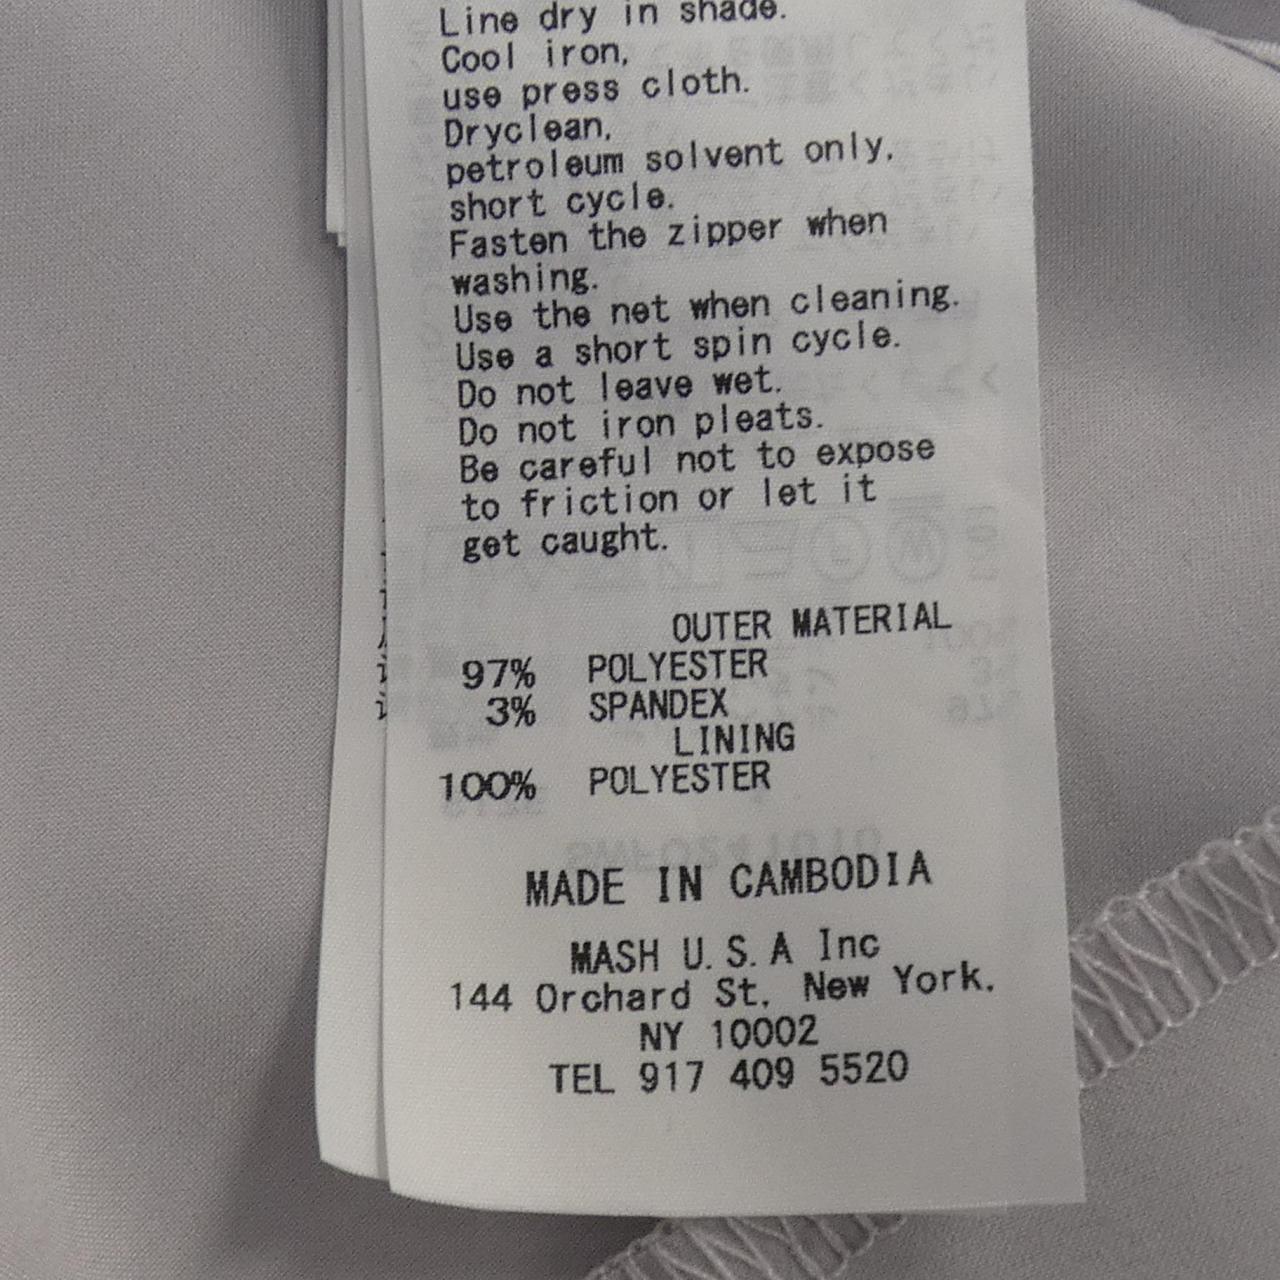 Line dry in shade.
Cool iron,
use press cloth.
Dryclean,
petroleum solvent only,
short cycle.
Fasten the zipper when
washing.
Use the net when cleaning.
Use a short spin cycle.
Do not leave wet.
Do not iron pleats.
Be careful not to expose
to friction or let it
get caught.
OUTER MATERIAL
97% POLYESTER
3% SPANDEX
LINING
100% POLYESTER
MADE IN CAMBODIA
MASH U.S.A Inc
144 Orchard St, New York,
NY 10002
TEL 917 409 5520